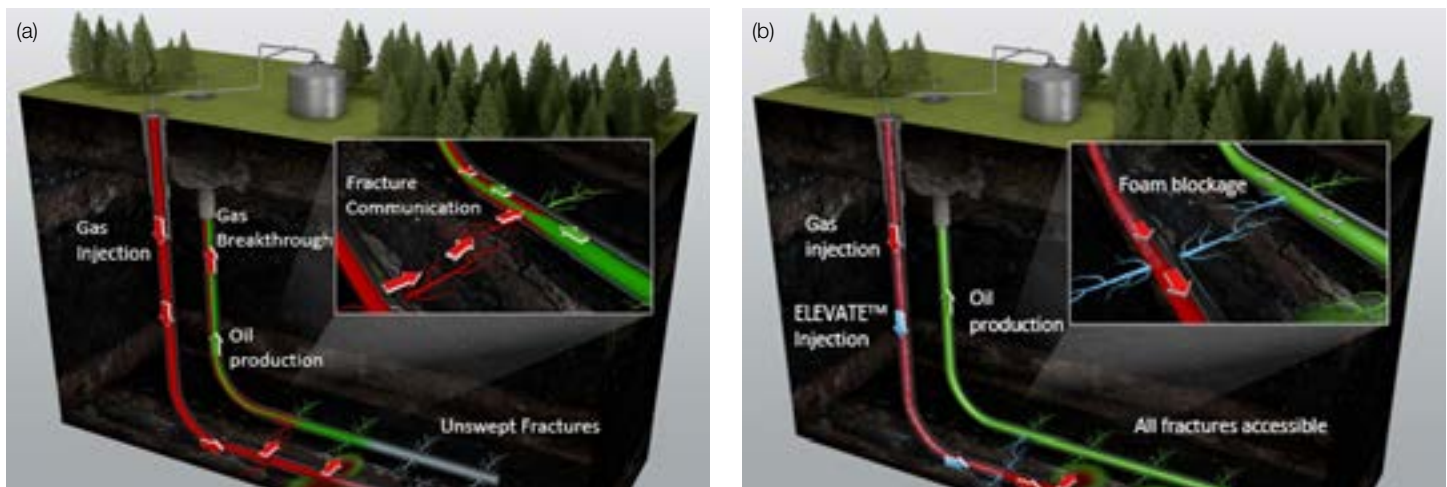 (a)
Fracture
Communication
Gas
Injection
Gas
Breakthrough
Oil
production
Unswept Fractures
(b)
Foam blockage
Gas
injection
ELEVATE™
Injection
Oil
production
All fractures accessible